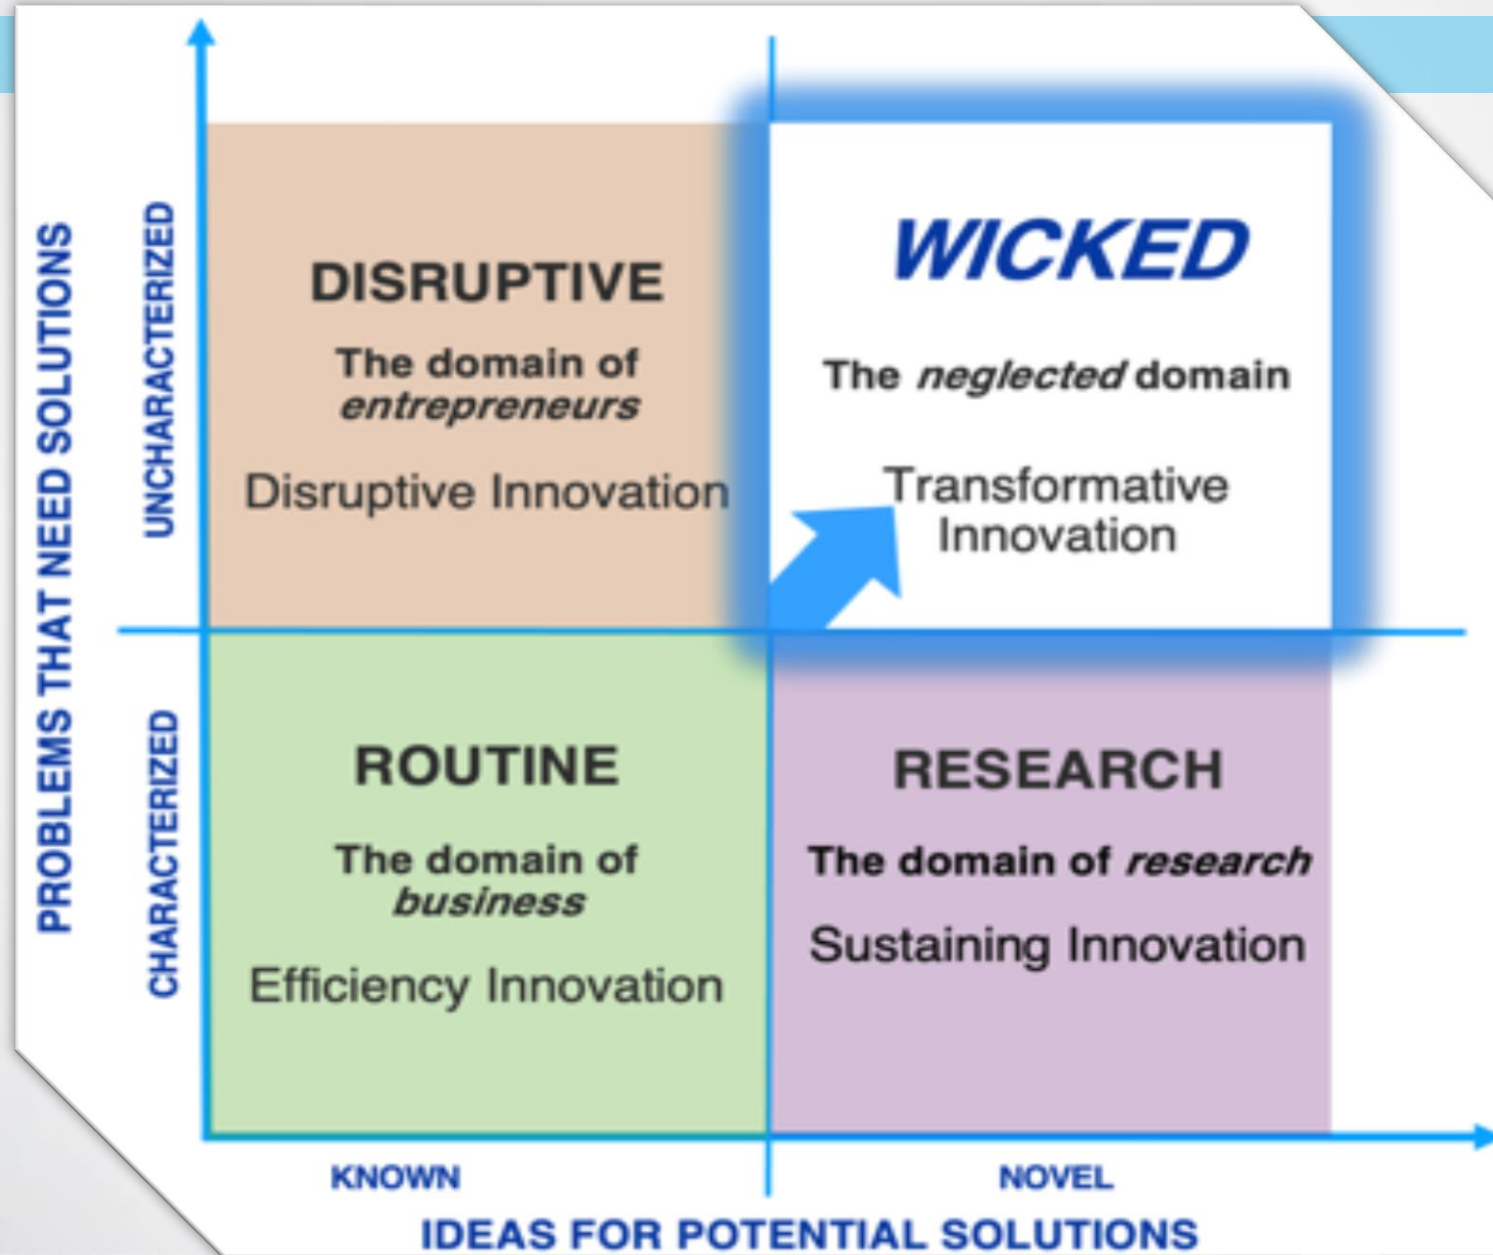 PROBLEMS THAT NEED SOLUTIONS
UNCHARACTERIZED
CHARACTERIZED
DISRUPTIVE
The domain of
entrepreneurs
Disruptive Innovation
WICKED
The neglected domain
Transformative
Innovation
ROUTINE
The domain of
business
Efficiency Innovation
RESEARCH
The domain of research
Sustaining Innovation
KNOWN
NOVEL
IDEAS FOR POTENTIAL SOLUTIONS